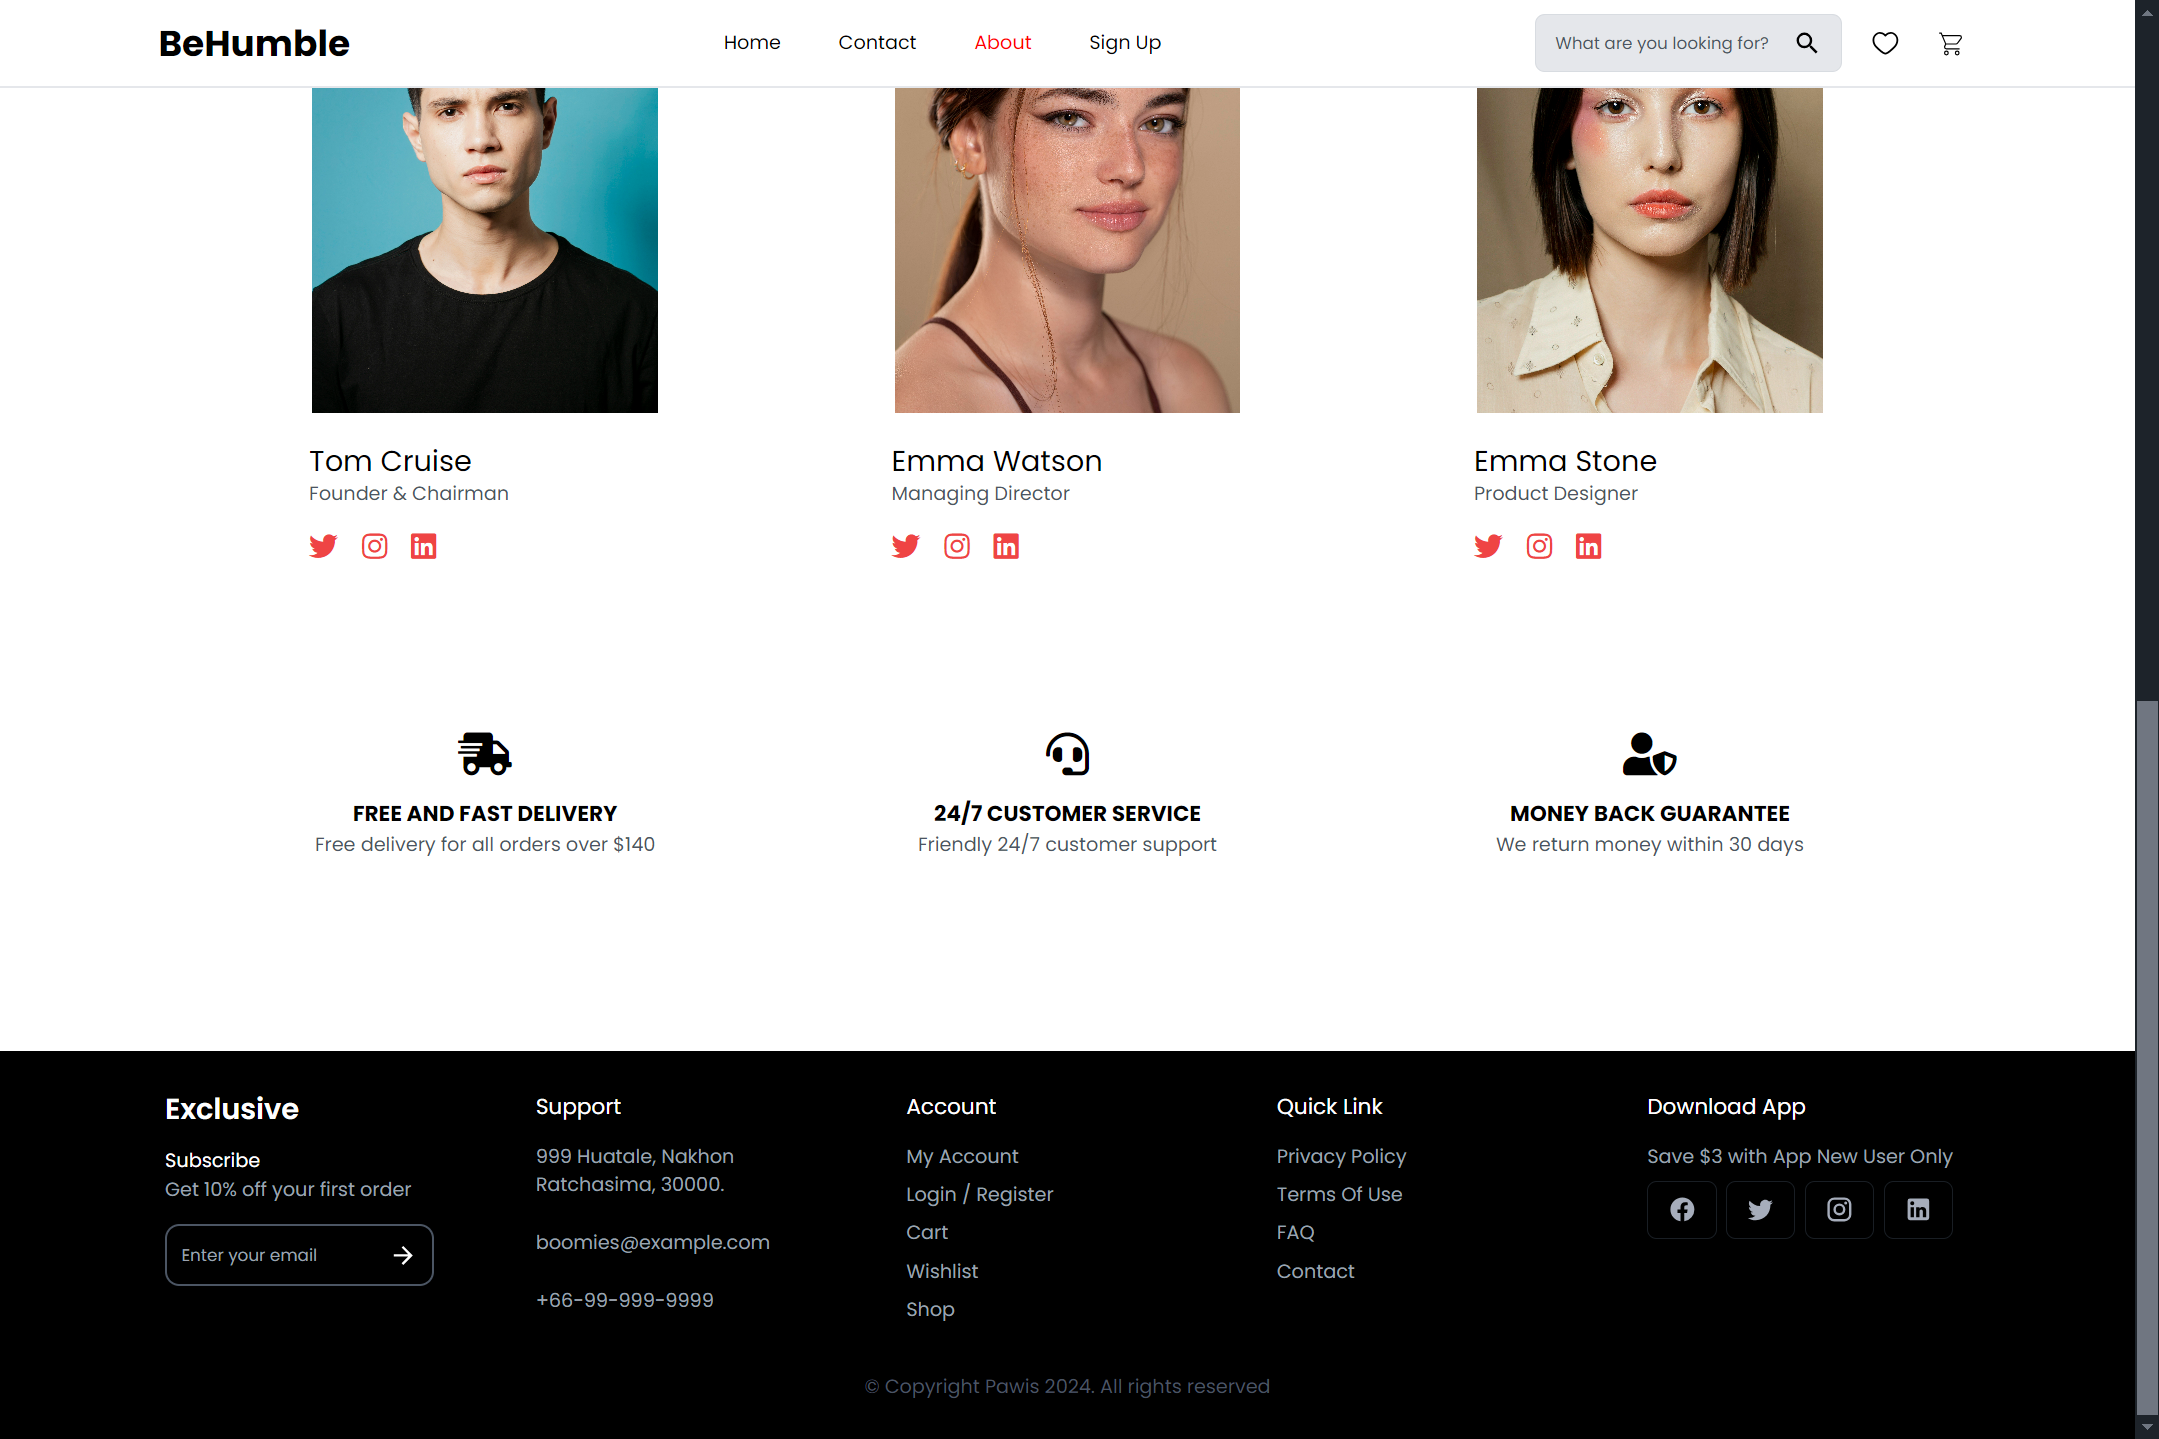 BeHumble
Home
Contact
About
Sign Up
What are you looking for?
Tom Cruise
Founder & Chairman
Emma Watson
Managing Director
Emma Stone
Product Designer
FREE AND FAST DELIVERY
Free delivery for all orders over $140
24/7 CUSTOMER SERVICE
Friendly 24/7 customer support
MONEY BACK GUARANTEE
We return money within 30 days
Exclusive
Subscribe
Get 10% off your first order
Enter your email
Support
999 Huatale, Nakhon
Ratchasima, 30000.
boomies@example.com
+66-99-999-9999
Account
My Account
Login / Register
Cart
Wishlist
Shop
Quick Link
Privacy Policy
Terms Of Use
FAQ
Contact
Download App
Save $3 with App New User Only
© Copyright Pawis 2024. All rights reserved